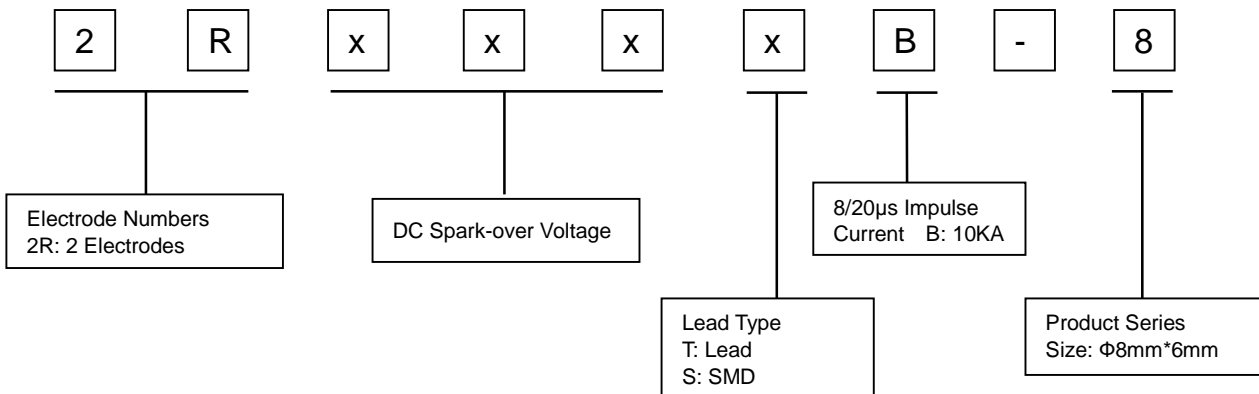 2 R x x x x B - 8
Electrode Numbers
2R: 2 Electrodes
DC Spark-over Voltage
8/20µs Impulse
Current B: 10KA
Lead Type
T: Lead
S: SMD
Product Series
Size: Φ8mm*6mm